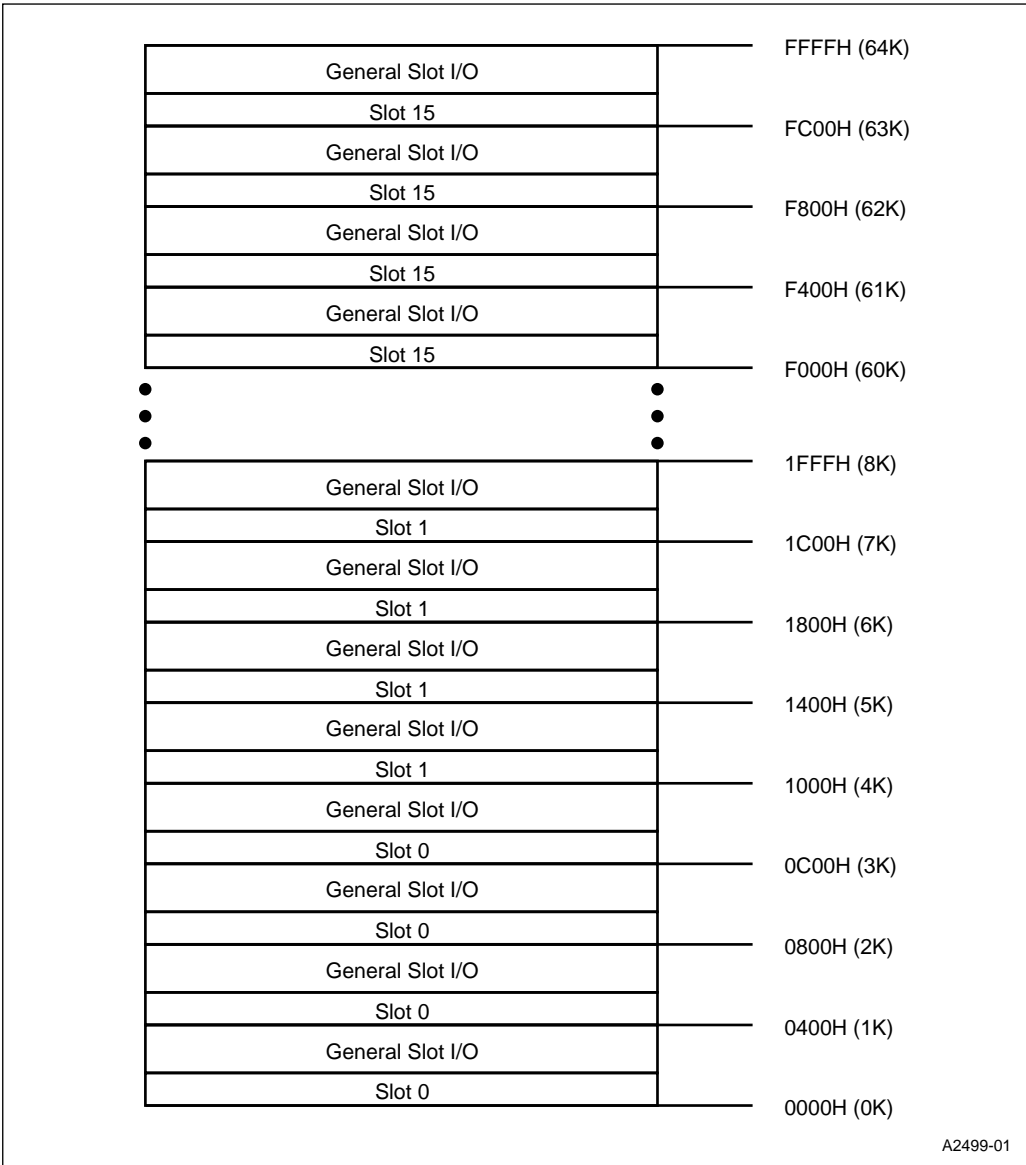 FFFFH (64K)
General Slot I/O
Slot 15
FC00H (63K)
General Slot I/O
Slot 15
F800H (62K)
General Slot I/O
Slot 15
F400H (61K)
General Slot I/O
Slot 15
F000H (60K)
1FFFH (8K)
General Slot I/O
Slot 1
1C00H (7K)
General Slot I/O
Slot 1
1800H (6K)
General Slot I/O
Slot 1
1400H (5K)
General Slot I/O
Slot 1
1000H (4K)
General Slot I/O
Slot 0
0C00H (3K)
General Slot I/O
Slot 0
0800H (2K)
General Slot I/O
Slot 0
0400H (1K)
General Slot I/O
Slot 0
0000H (0K)
A2499-01